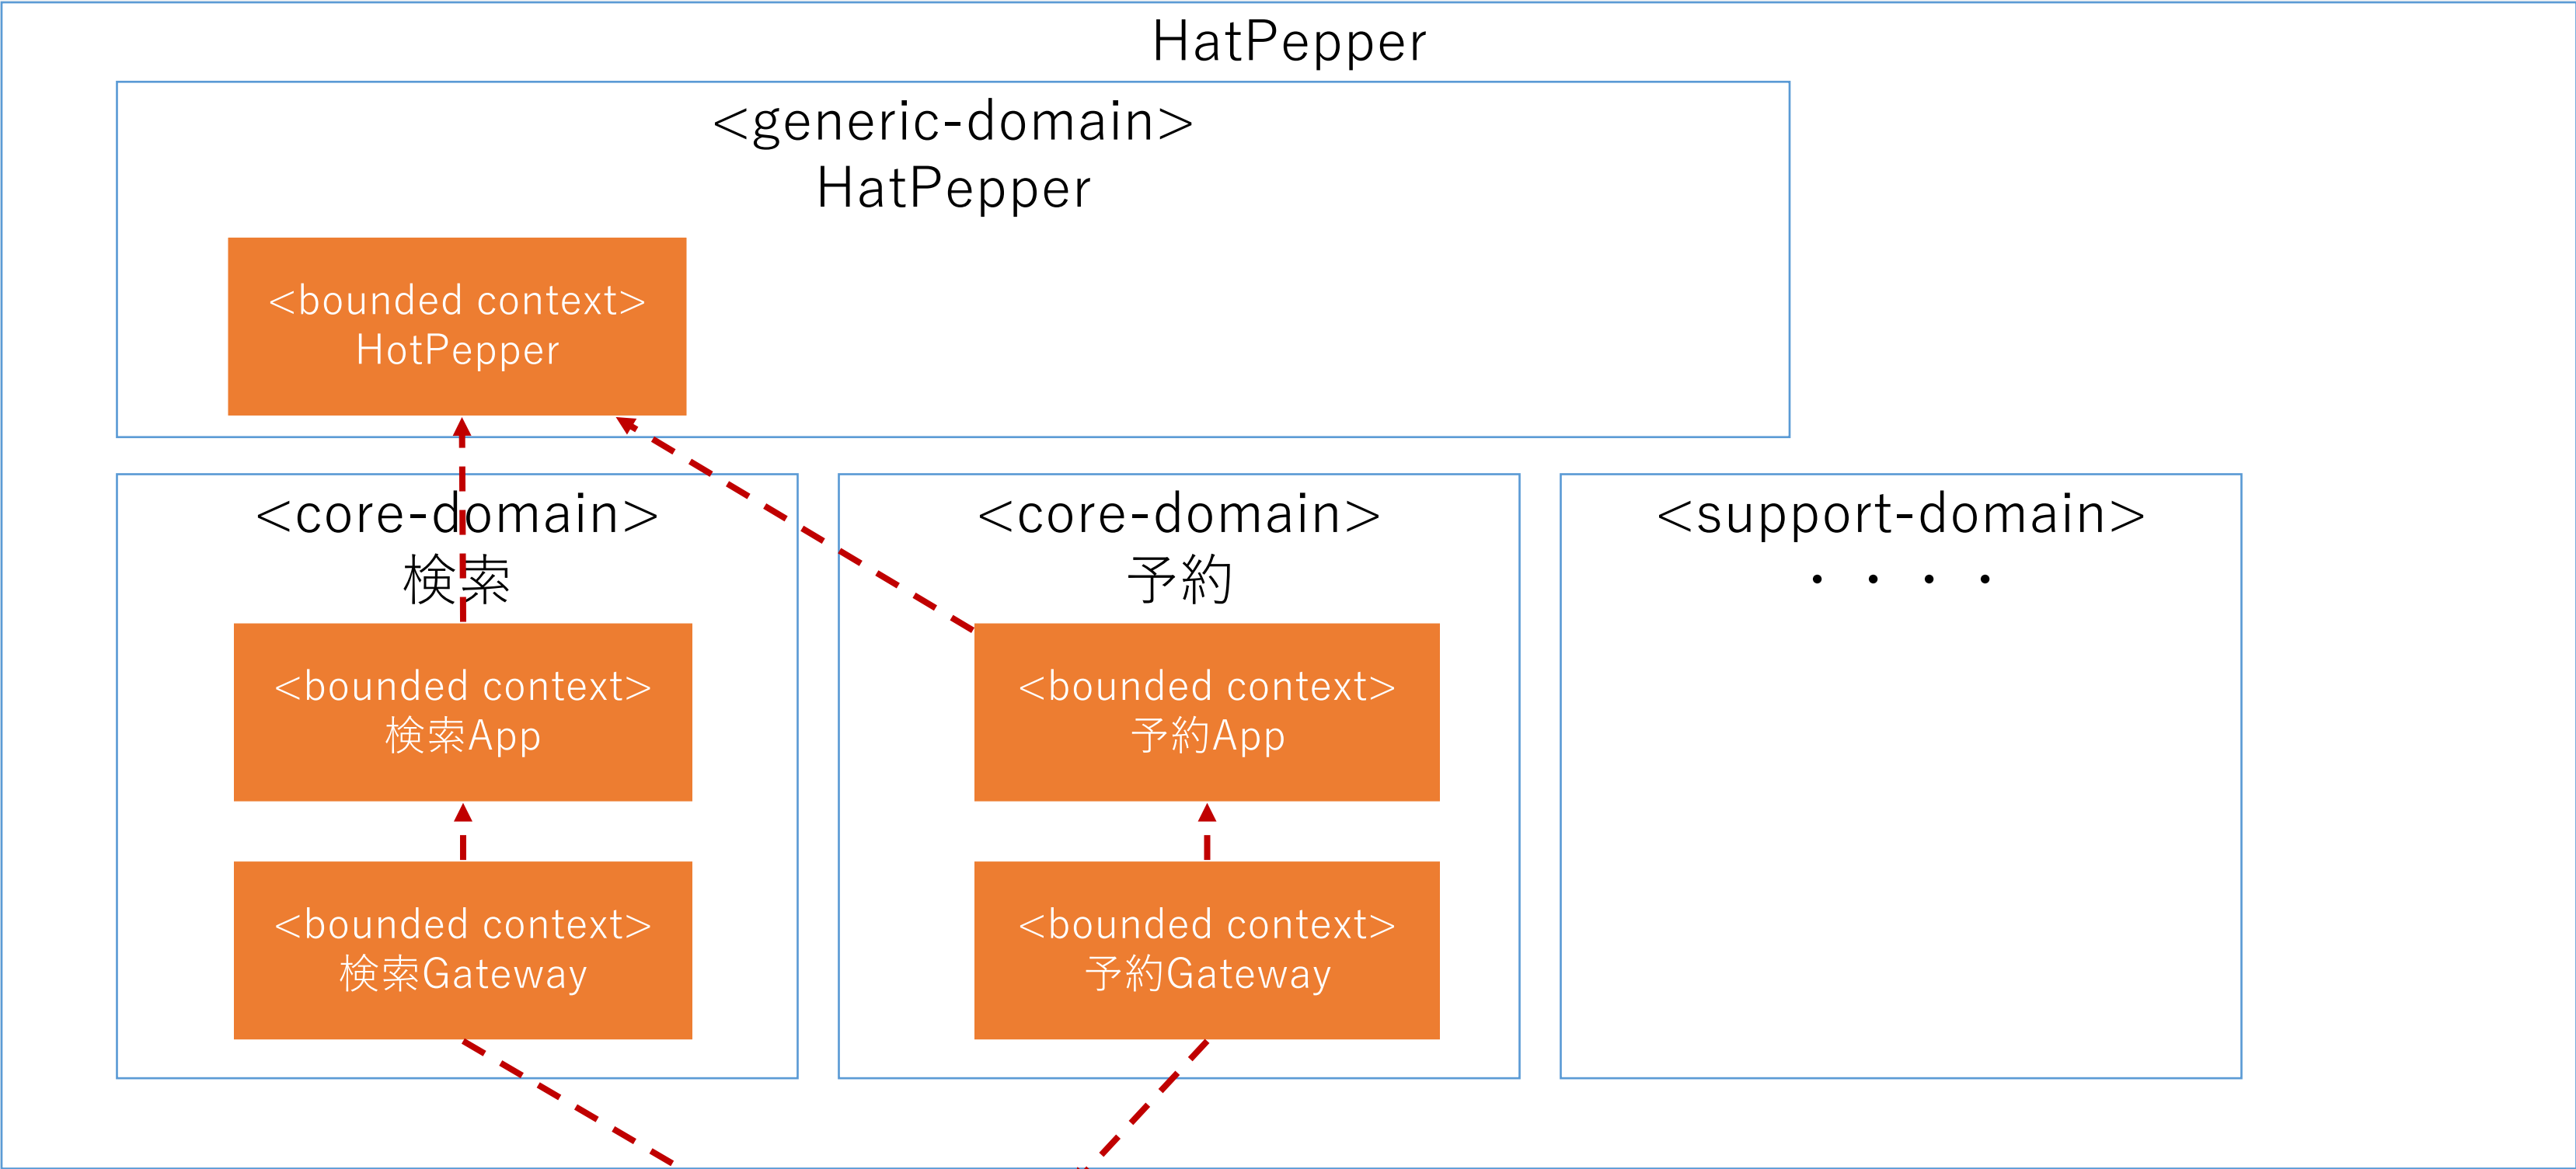 HatPepper
<generic-domain>
HatPepper
<bounded context>
HotPepper
<core-domain>
検索
<bounded context>
検索App
<bounded context>
検索Gateway
<core-domain>
予約
<bounded context>
予約App
<bounded context>
予約Gateway
<support-domain>
・・・・